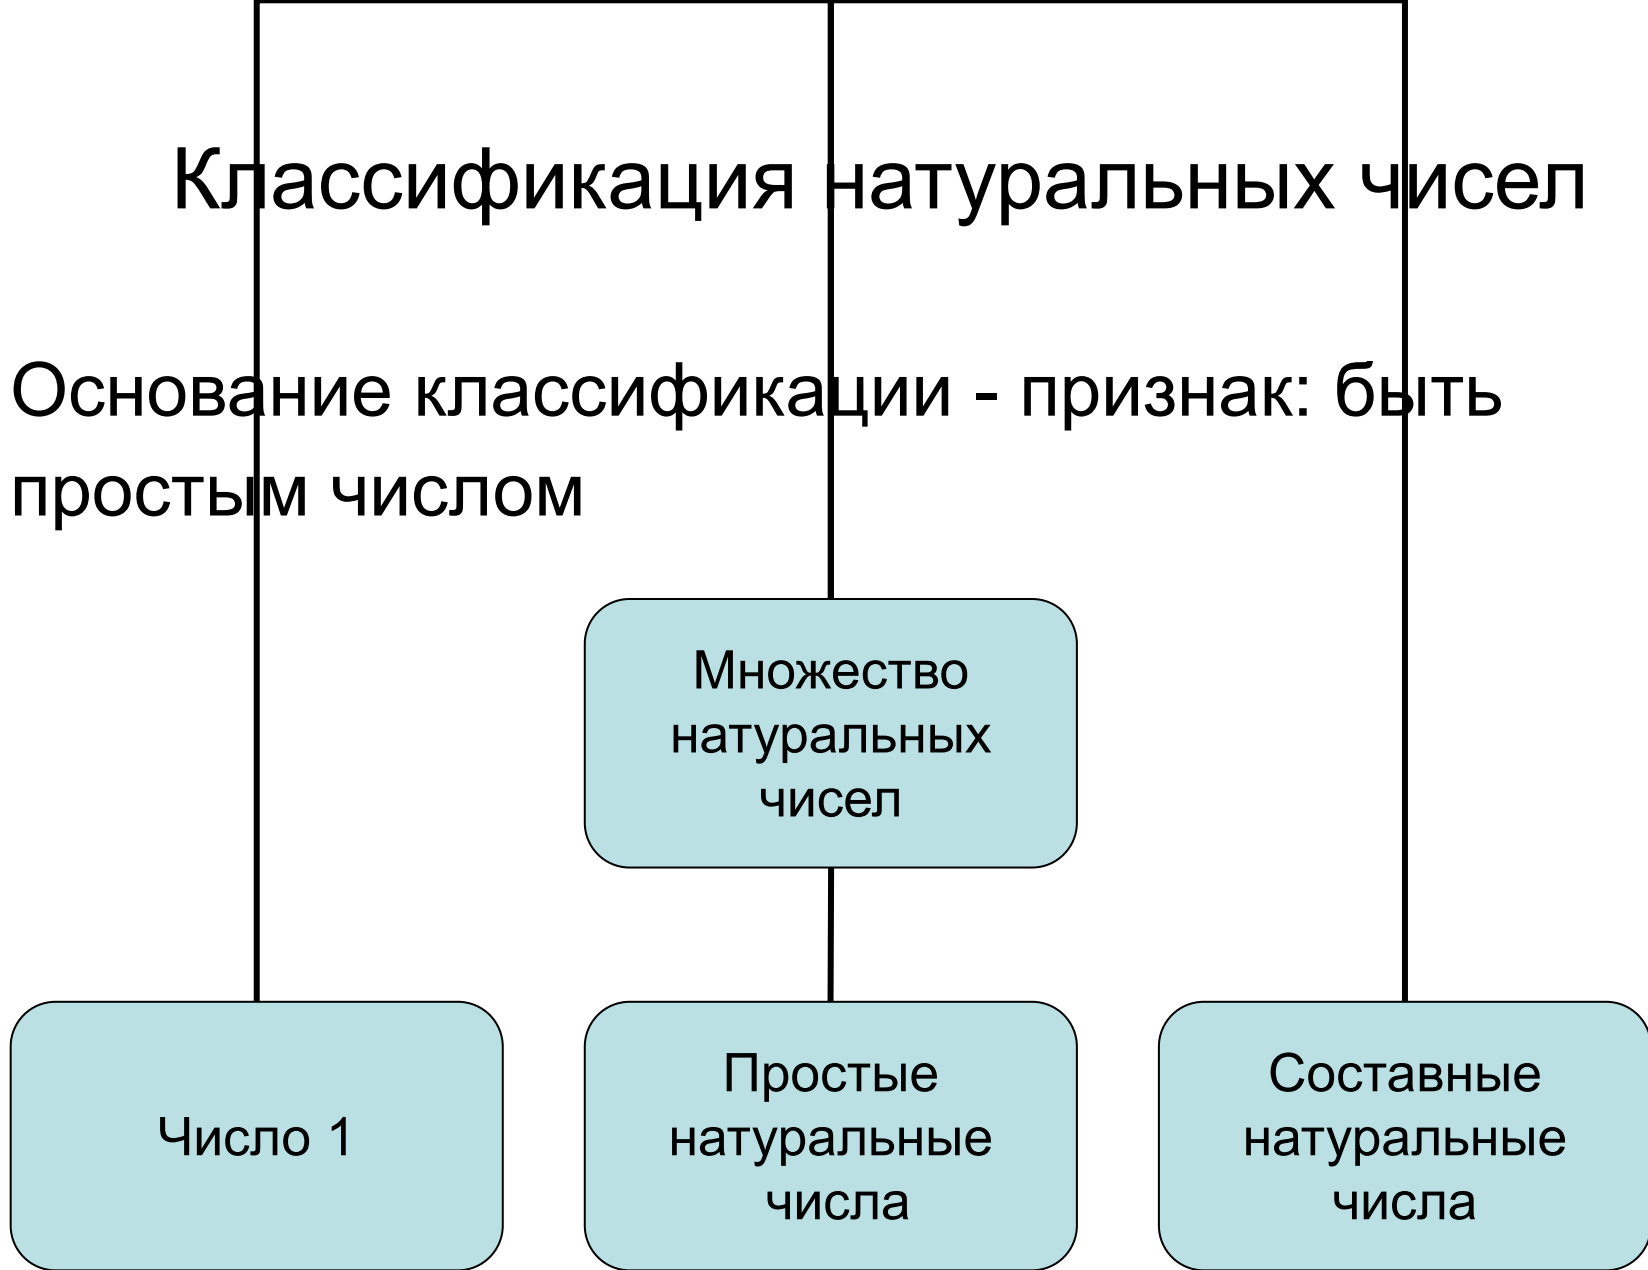 Классификация натуральных чисел
Основание классификации - признак: быть
простым числом
Множество
натуральных
чисел
Число 1
Простые
натуральные
числа
Составные
натуральные
числа